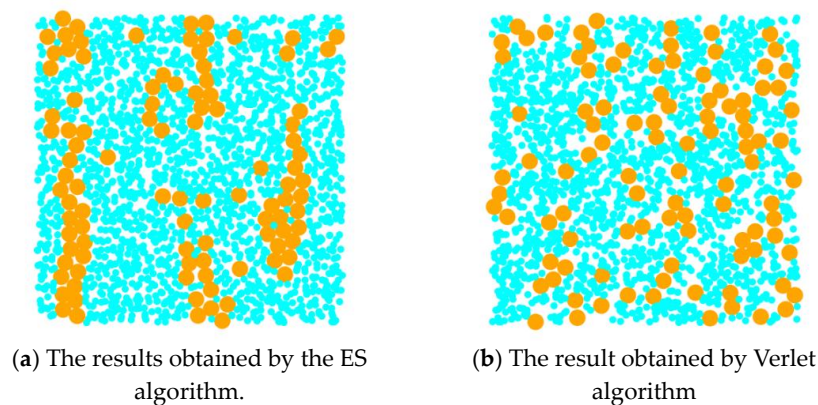 (a) The results obtained by the ES
algorithm.
(b) The result obtained by Verlet
algorithm